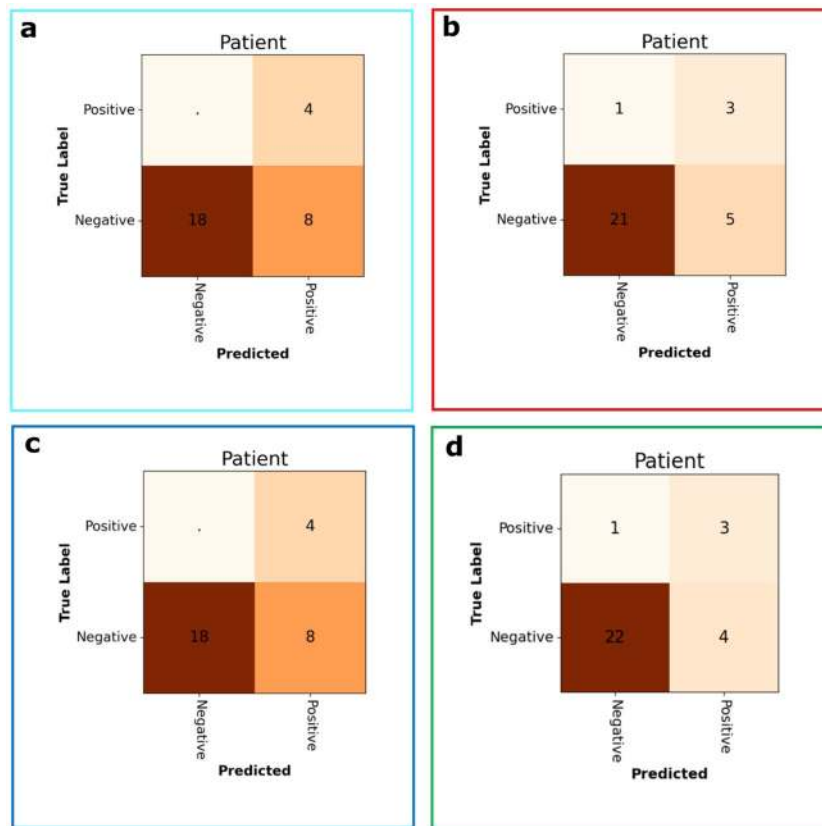 a
Patient
Positive
.
4
True Label
Negative
18
8
Negative
Positive
Predicted
b
Patient
Positive
1
3
True Label
Negative
21
5
Negative
Positive
Predicted
c
Patient
Positive
.
4
True Label
Negative
18
8
Negative
Positive
Predicted
d
Patient
Positive
1
3
True Label
Negative
22
4
Negative
Positive
Predicted